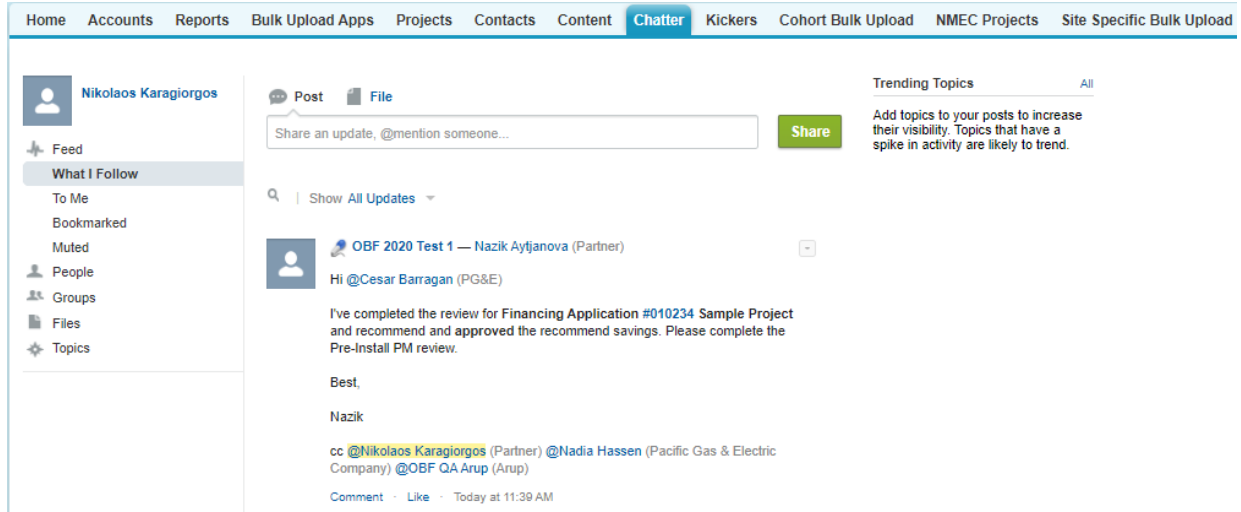 Home Accounts Reports Bulk Upload Apps Projects Contacts Content Chatter Kickers Cohort Bulk Upload NMEC Projects Site Specific Bulk Upload
Nikolaos Karagiorgos
Feed
What I Follow
To Me
Bookmarked
Muted
People
Groups
Files
Topics
Post File
Share an update, @mention someone...
Share
Show All Updates
OBF 2020 Test 1 — Nazik Aytjanova (Partner)
Hi @Cesar Barragan (PG&E)
I've completed the review for Financing Application #010234 Sample Project
and recommend and approved the recommend savings. Please complete the
Pre-Install PM review.
Best,
Nazik
cc @Nikolaos Karagiorgos (Partner) @Nadia Hassen (Pacific Gas & Electric
Company) @OBF QA Arup (Arup)
Comment · Like · Today at 11:39 AM
Trending Topics All
Add topics to your posts to increase
their visibility. Topics that have a
spike in activity are likely to trend.